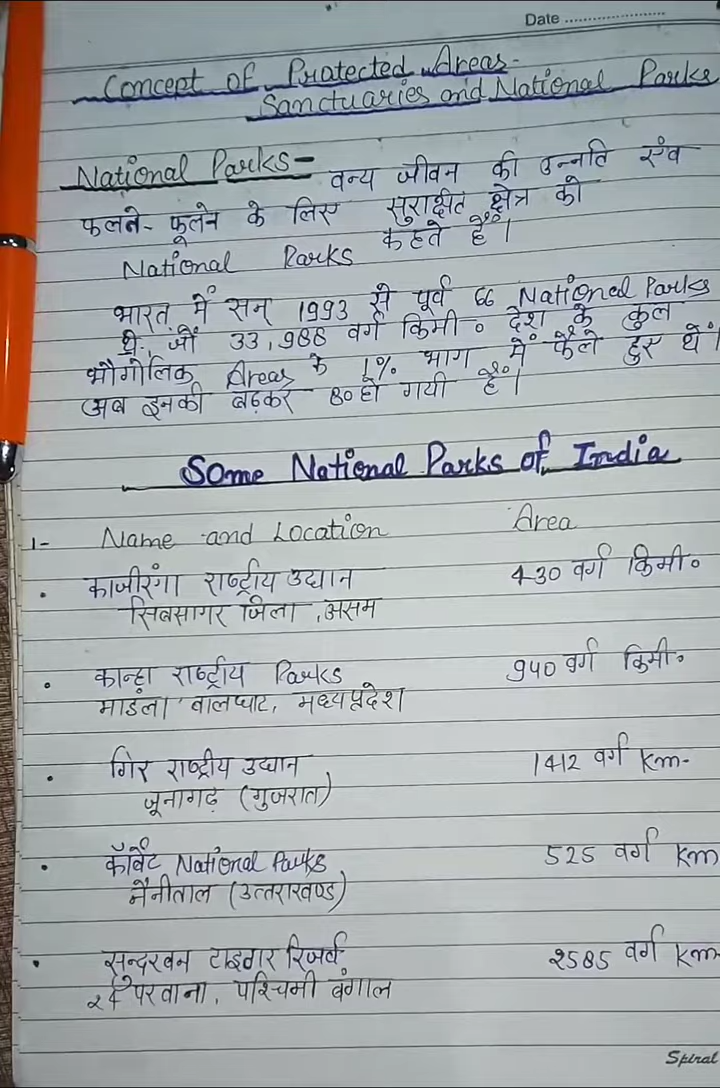 Date
Concept of Protected Areas-
Sanctuaries and National Parks
National Parks- वन्य जीवन की उन्नति एंव
फलने-फूलने के लिए सुरक्षित क्षेत्र को
National Parks कहते हैं।
भारत में सन् 1993 से पूर्व 66 National Parks
थे, जों 33,988 वर्ग किमी० देश के कुल
भौगोलिक Areas के 1% भाग में फैले हुए थे।
अब इनकी बढ़कर 80 हो गयी है।
Some National Parks of India
1- Name and Location Area
• काजीरंगा राष्ट्रीय उद्यान 430 वर्ग किमी०
सिबसागर जिला, असम
• कान्हा राष्ट्रीय Parks 940 वर्ग किमी०
माडंला बालघाट, मध्यप्रदेश
• गिर राष्ट्रीय उद्यान 1412 वर्ग Km-
जूनागढ़ (गुजरात)
• कॉर्बेट National Parks 525 वर्ग Km
नैनीताल (उत्तराखण्ड)
• सुन्दरबन टाइगर रिजर्व 2585 वर्ग Km-
24 परवाना, पश्चिमी बंगाल
Spiral